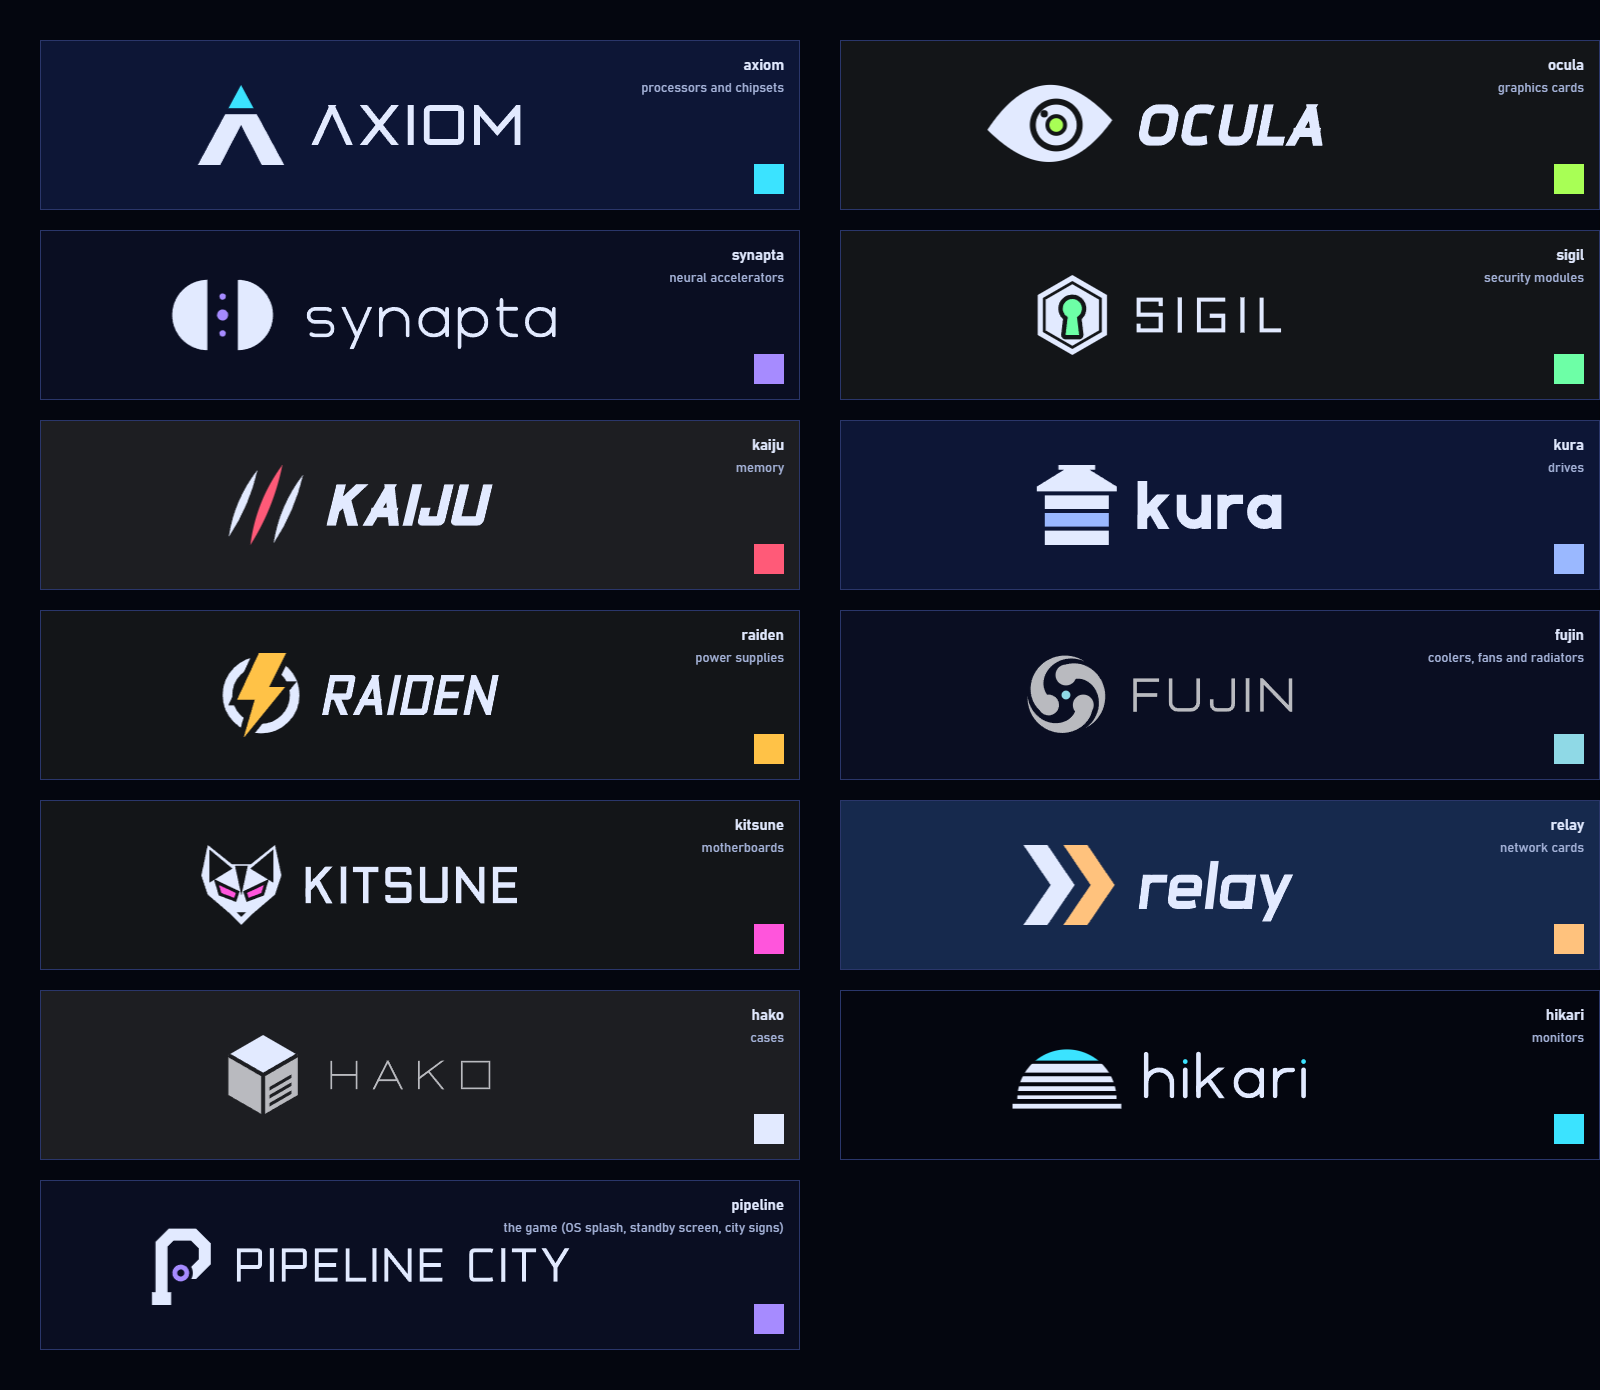 axiom
processors and chipsets
AXIOM
ocula
graphics cards
OCULA
synapta
neural accelerators
synapta
sigil
security modules
SIGIL
kaiju
memory
KAIJU
kura
drives
kura
raiden
power supplies
RAIDEN
fujin
coolers, fans and radiators
FUJIN
kitsune
motherboards
KITSUNE
relay
network cards
relay
hako
cases
HAKO
hikari
monitors
hikari
pipeline
the game (OS splash, standby screen, city signs)
PIPELINE CITY